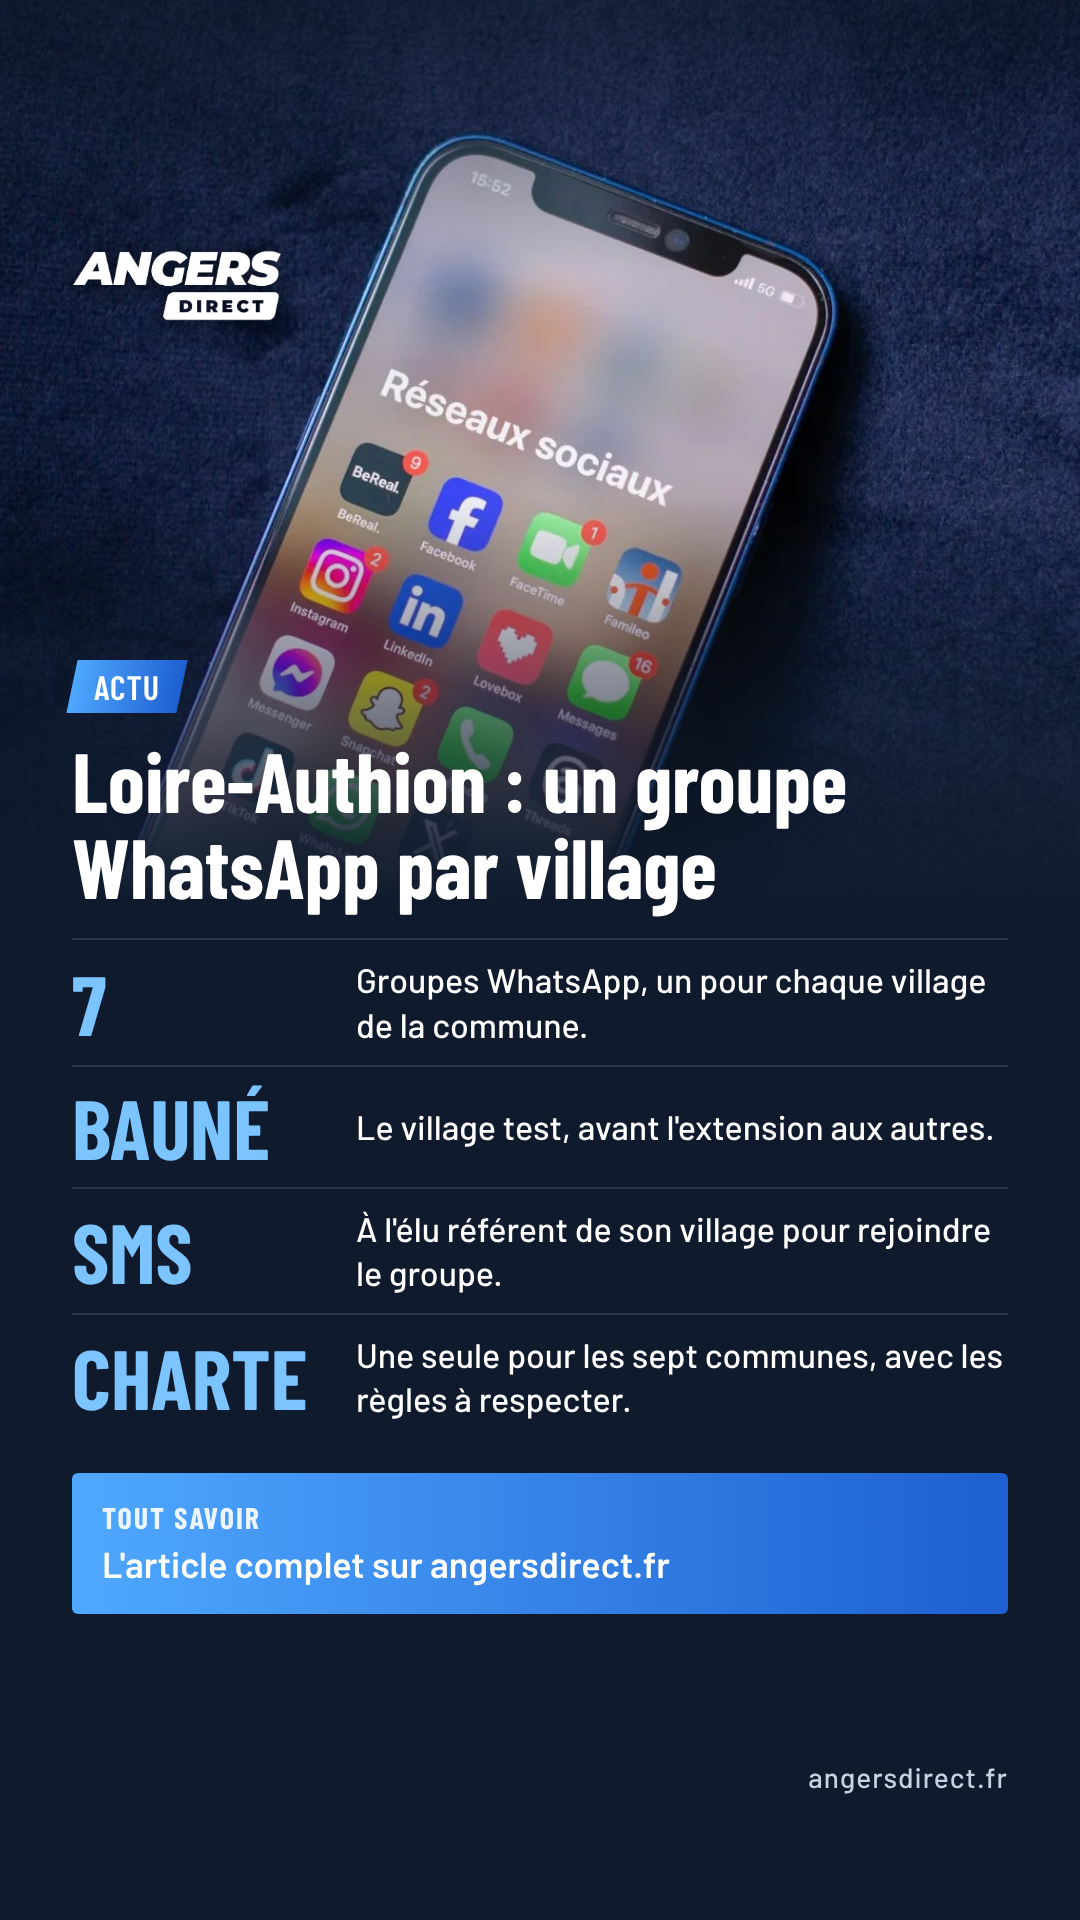 15:52
5G
ANGERS
DIRECT
Réseaux sociaux
9
BeReal.
BeReal.
Facebook
1
FaceTime
Famileo
2
Instagram
LinkedIn
Lovebox
16
Messages
Messenger
2
Snapchat
TikTok
Threads
ACTU
Loire-Authion : un groupe
WhatsApp par village
7
Groupes WhatsApp, un pour chaque village
de la commune.
BAUNÉ
Le village test, avant l'extension aux autres.
SMS
À l'élu référent de son village pour rejoindre
le groupe.
CHARTE
Une seule pour les sept communes, avec les
règles à respecter.
TOUT SAVOIR
L'article complet sur angersdirect.fr
angersdirect.fr